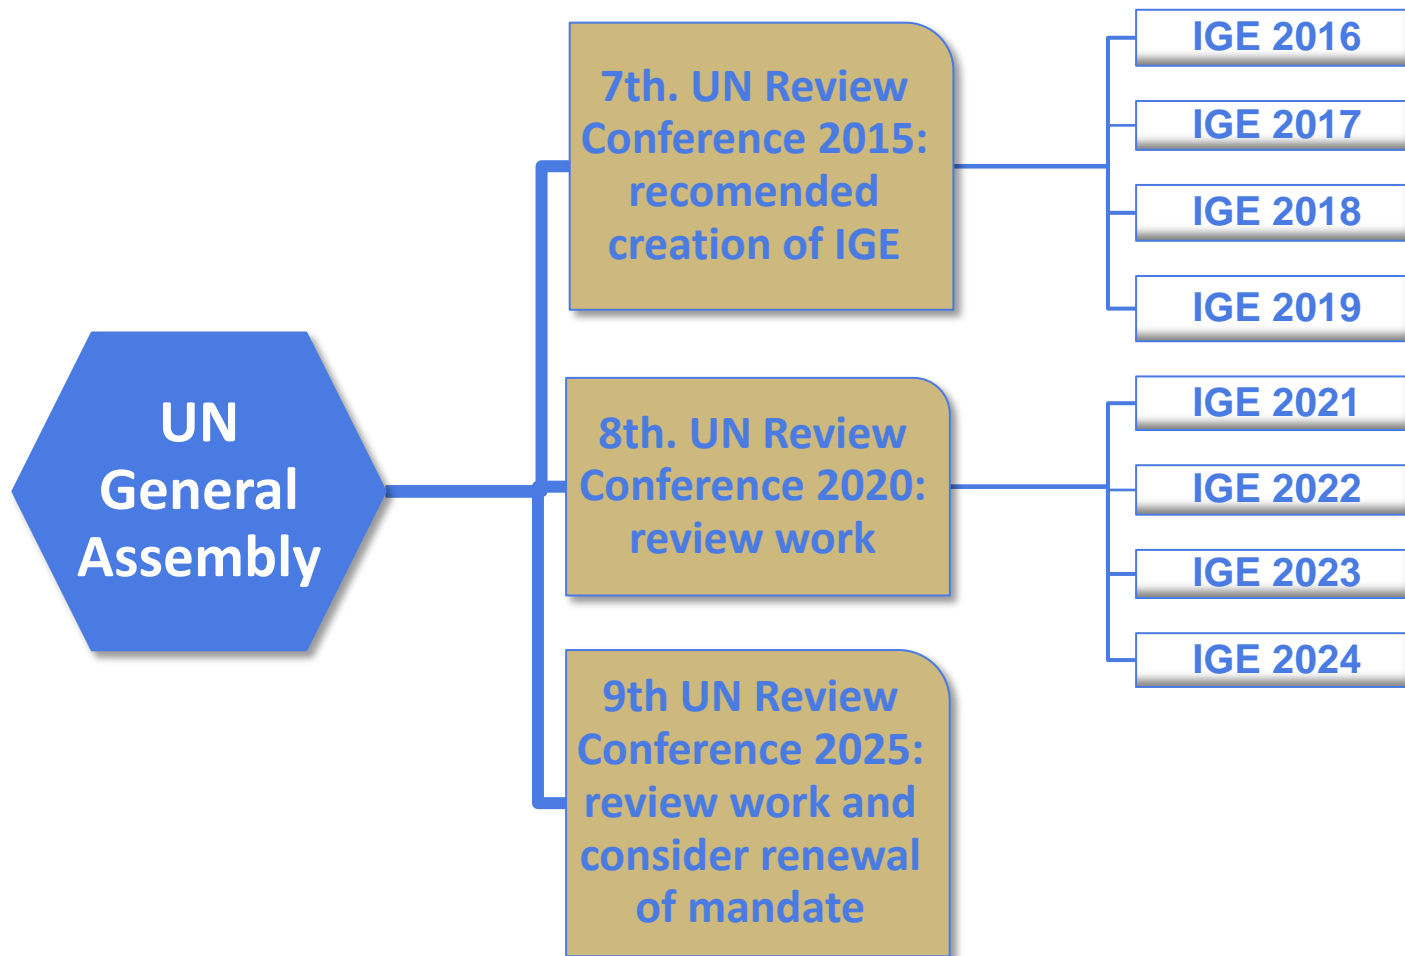 UN
General
Assembly
7th. UN Review
Conference 2015:
recomended
creation of IGE
IGE 2016
IGE 2017
IGE 2018
IGE 2019
8th. UN Review
Conference 2020:
review work
IGE 2021
IGE 2022
IGE 2023
IGE 2024
9th UN Review
Conference 2025:
review work and
consider renewal
of mandate